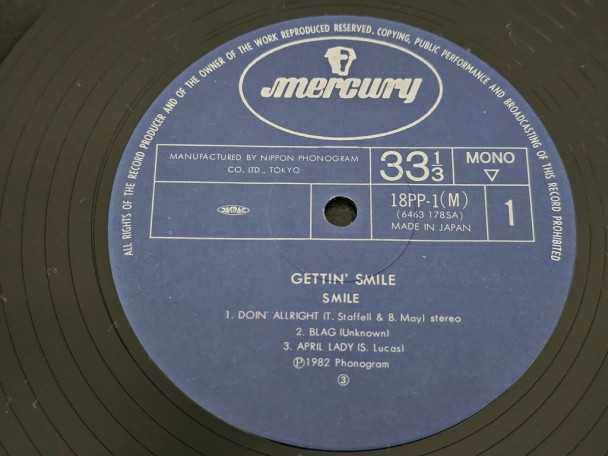 ALL RIGHTS OF THE RECORD PRODUCER AND OF THE OWNER OF THE WORK REPRODUCED RESERVED. COPYING, PUBLIC PERFORMANCE AND BROADCASTING OF THIS RECORD PROHIBITED
mercury
MANUFACTURED BY NIPPON PHONOGRAM
CO. LTD., TOKYO
33 1/3
MONO
▽
18PP-1(M)
(6463 178SA)
MADE IN JAPAN
1
GETTIN' SMILE
SMILE
1. DOIN' ALLRIGHT (T. Staffell & B. May) stereo
2. BLAG (Unknown)
3. APRIL LADY (S. Lucas)
Ⓟ1982 Phonogram
③